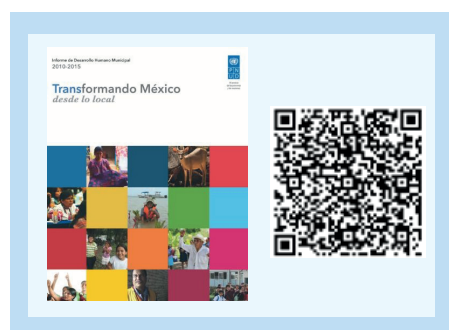 Informe de Desarrollo Humano Municipal
2010-2015
Transformando México
desde lo local